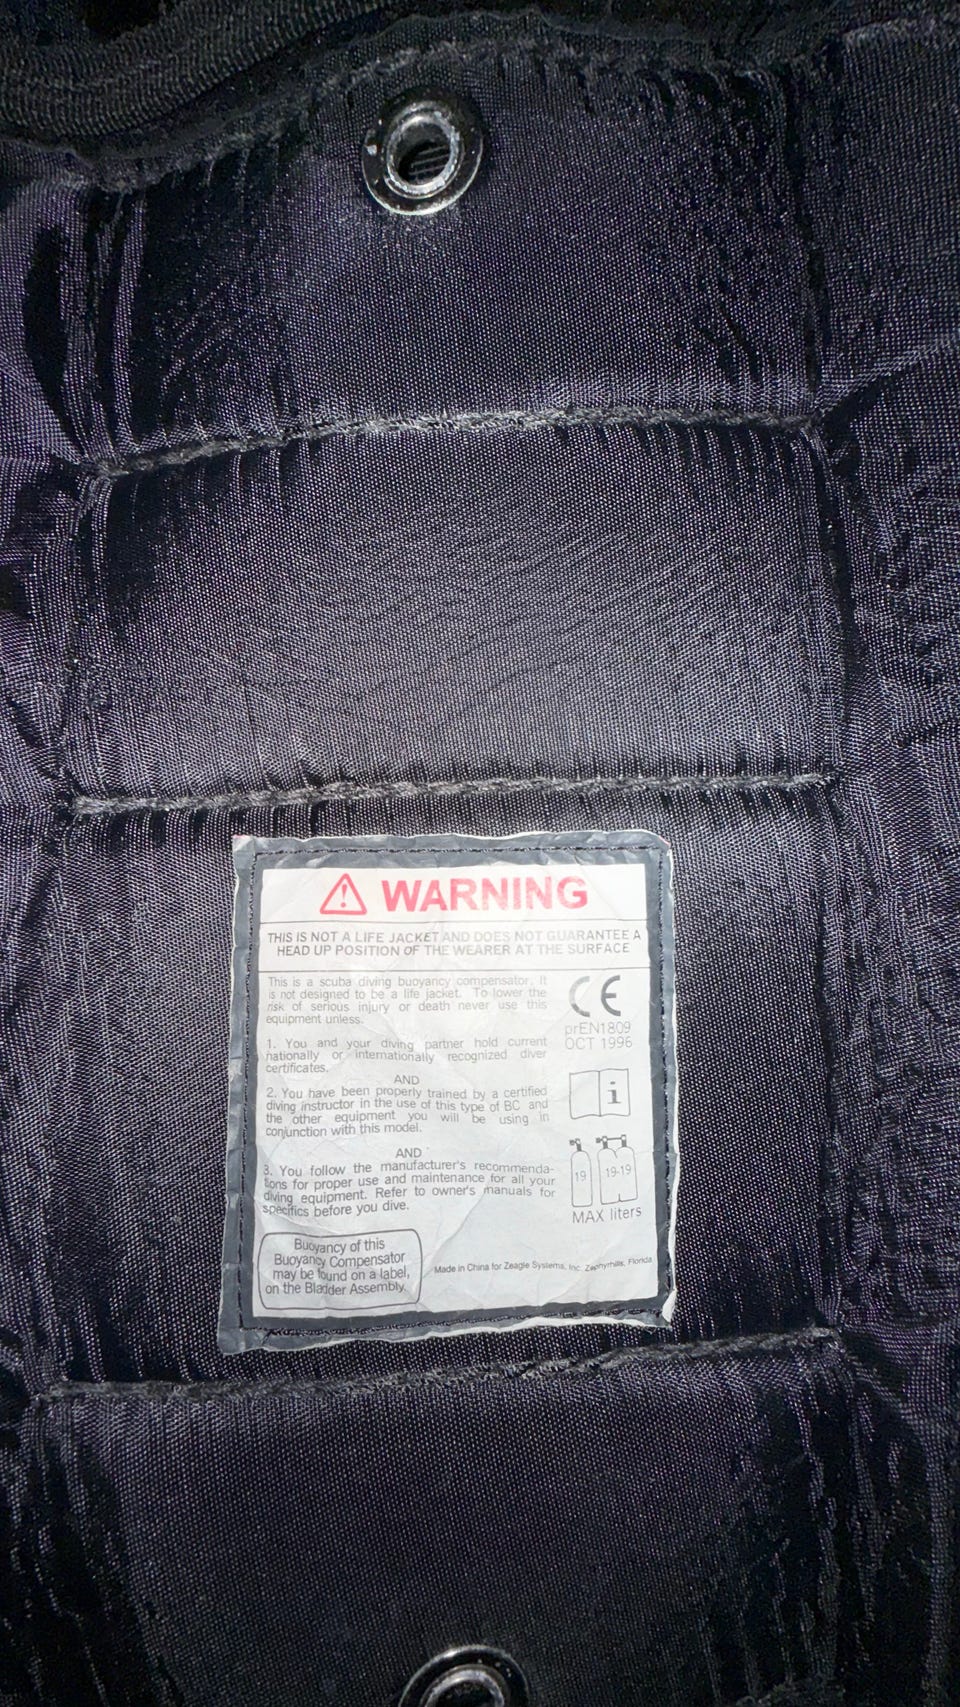 WARNING
THIS IS NOT A LIFE JACKET AND DOES NOT GUARANTEE A
HEAD UP POSITION OF THE WEARER AT THE SURFACE
This is a scuba diving buoyancy compensator. It
is not designed to be a life jacket. To lower the
risk of serious injury or death never use this
equipment unless:
1. You and your diving partner hold current
nationally or internationally recognized diver
certificates.
AND
2. You have been properly trained by a certified
diving instructor in the use of this type of BC and
the other equipment you will be using in
conjunction with this model.
AND
3. You follow the manufacturer's recommenda-
tions for proper use and maintenance for all your
diving equipment. Refer to owner's manuals for
specifics before you dive.
Buoyancy of this
Buoyancy Compensator
may be found on a label,
on the Bladder Assembly.
CE
prEN1809
OCT 1996
i
19 19-19
MAX liters
Made in China for Zeagle Systems, Inc. Zephyrhills, Florida